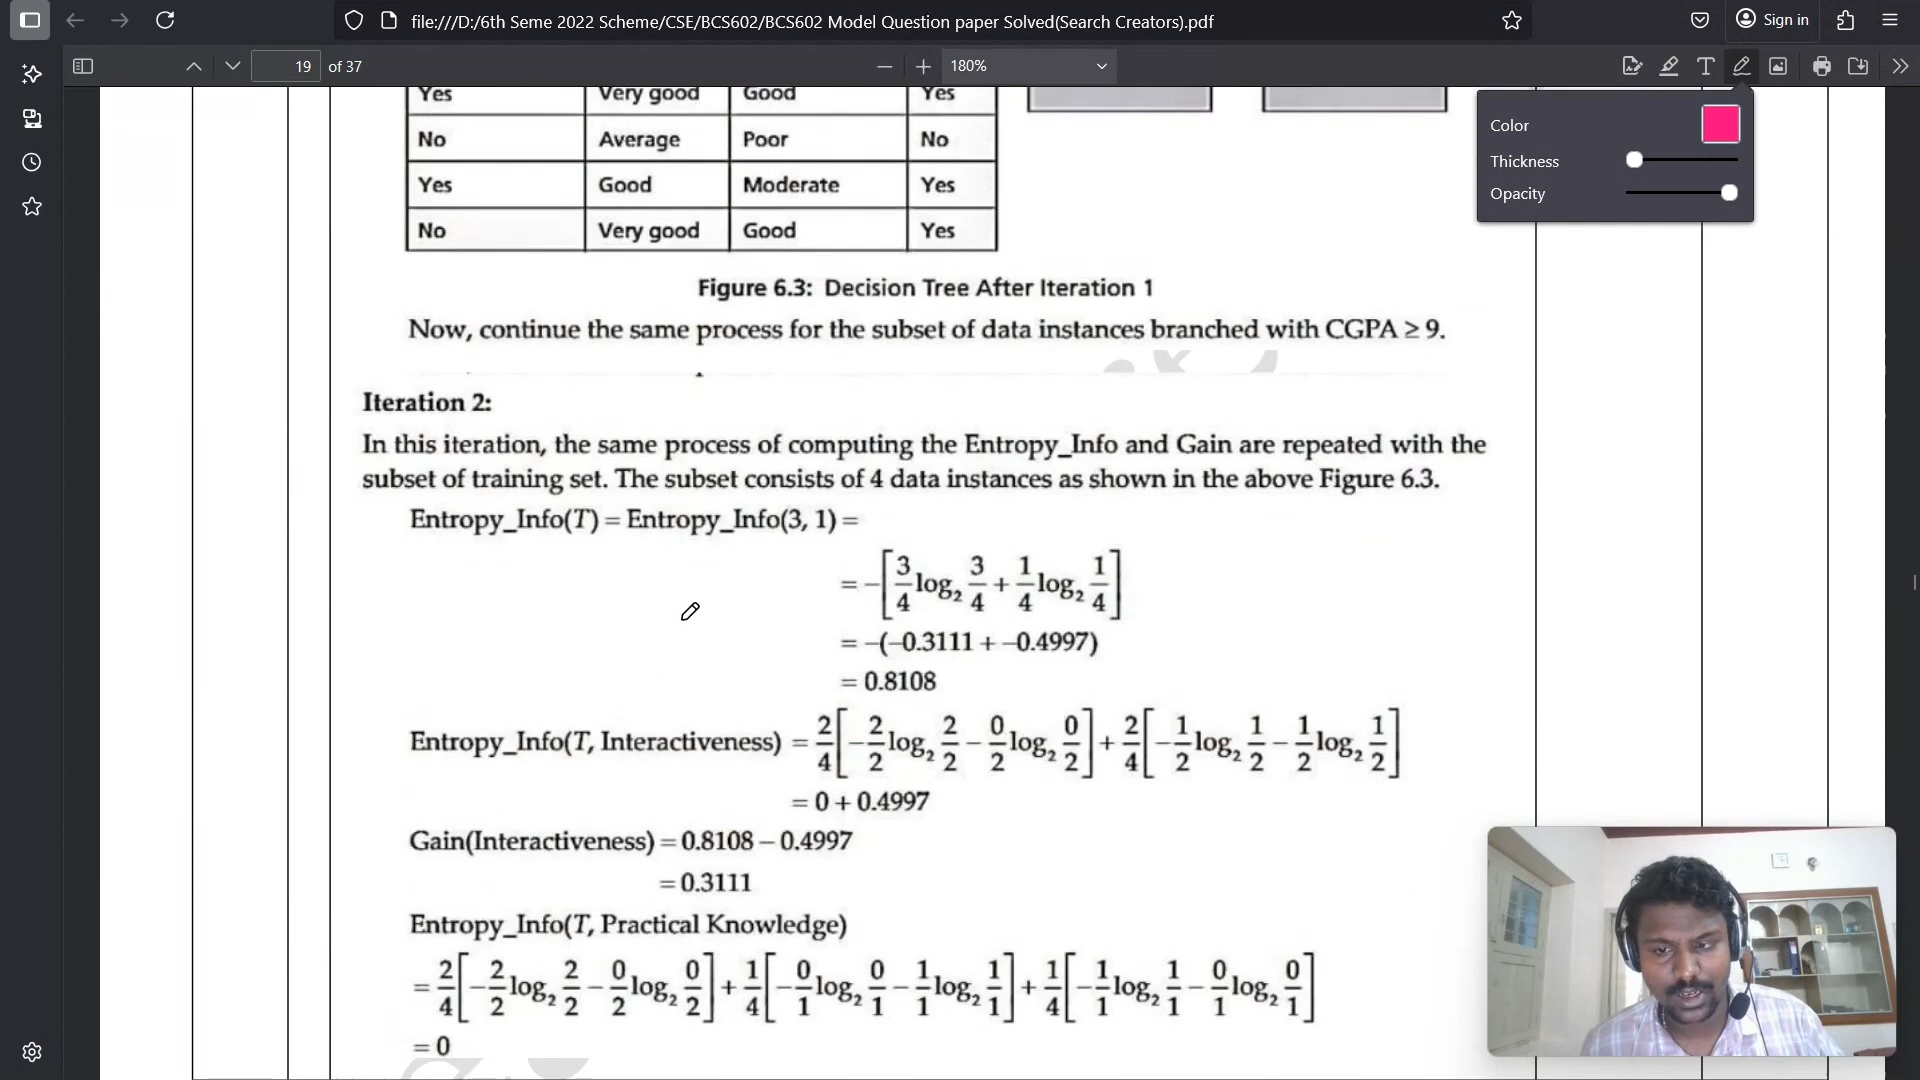 file:///D:/6th Seme 2022 Scheme/CSE/BCS602/BCS602 Model Question paper Solved(Search Creators).pdf
Sign in
19 of 37
180%
Color
Thickness
Opacity
Yes Very good Good Yes
No Average Poor No
Yes Good Moderate Yes
No Very good Good Yes
Figure 6.3: Decision Tree After Iteration 1
Now, continue the same process for the subset of data instances branched with CGPA ≥ 9.
Iteration 2:
In this iteration, the same process of computing the Entropy_Info and Gain are repeated with the
subset of training set. The subset consists of 4 data instances as shown in the above Figure 6.3.
Entropy_Info(T) = Entropy_Info(3, 1) =
= -[3/4 log₂ 3/4 + 1/4 log₂ 1/4]
= -(-0.3111 + -0.4997)
= 0.8108
Entropy_Info(T, Interactiveness) = 2/4[-2/2 log₂ 2/2 - 0/2 log₂ 0/2] + 2/4[-1/2 log₂ 1/2 - 1/2 log₂ 1/2]
= 0 + 0.4997
Gain(Interactiveness) = 0.8108 - 0.4997
= 0.3111
Entropy_Info(T, Practical Knowledge)
= 2/4[-2/2 log₂ 2/2 - 0/2 log₂ 0/2] + 1/4[-0/1 log₂ 0/1 - 1/1 log₂ 1/1] + 1/4[-1/1 log₂ 1/1 - 0/1 log₂ 0/1]
= 0